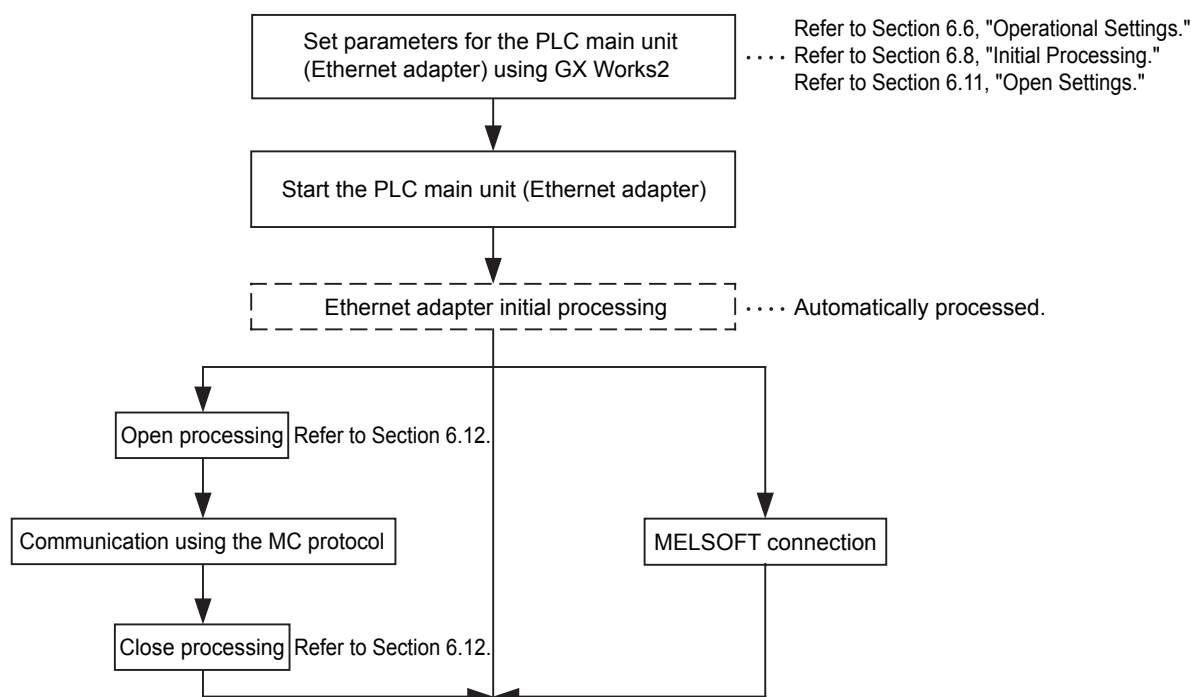 Set parameters for the PLC main unit
(Ethernet adapter) using GX Works2
Refer to Section 6.6, "Operational Settings."
Refer to Section 6.8, "Initial Processing."
Refer to Section 6.11, "Open Settings."
Start the PLC main unit (Ethernet adapter)
Ethernet adapter initial processing
Automatically processed.
Open processing
Refer to Section 6.12.
Communication using the MC protocol
MELSOFT connection
Close processing
Refer to Section 6.12.